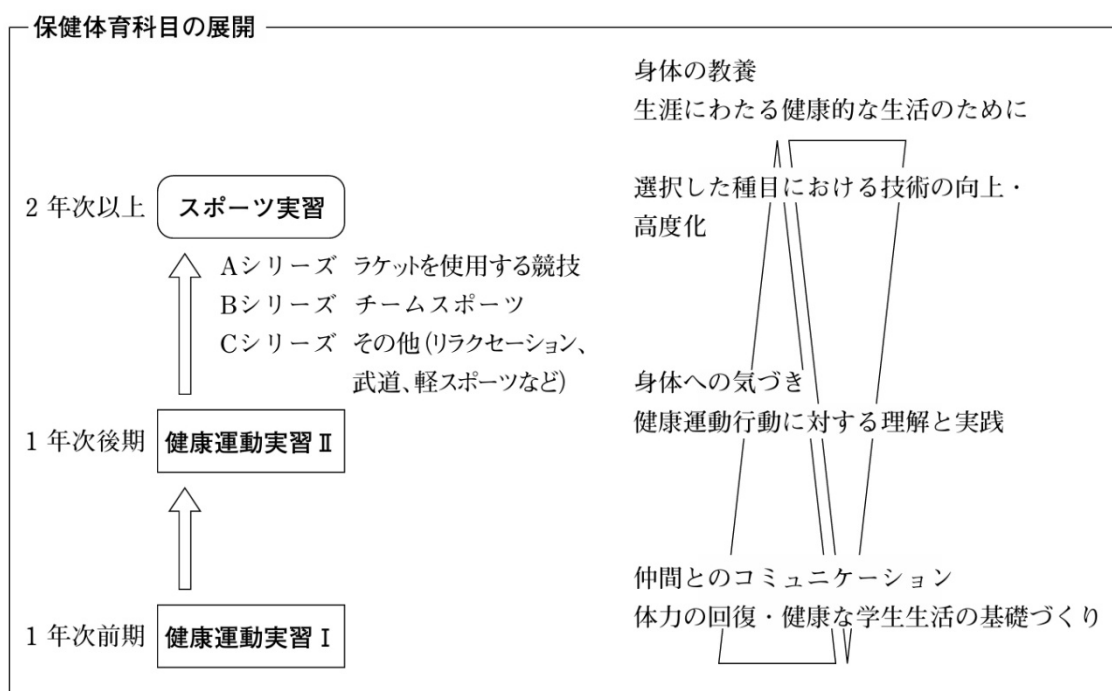 保健体育科目の展開
身体の教養
生涯にわたる健康的な生活のために
2 年次以上
スポーツ実習
選択した種目における技術の向上・
高度化
Aシリーズ ラケットを使用する競技
Bシリーズ チームスポーツ
Cシリーズ その他(リラクセーション、
武道、軽スポーツなど)
身体への気づき
健康運動行動に対する理解と実践
1 年次後期
健康運動実習Ⅱ
仲間とのコミュニケーション
体力の回復・健康な学生生活の基礎づくり
1 年次前期
健康運動実習Ⅰ